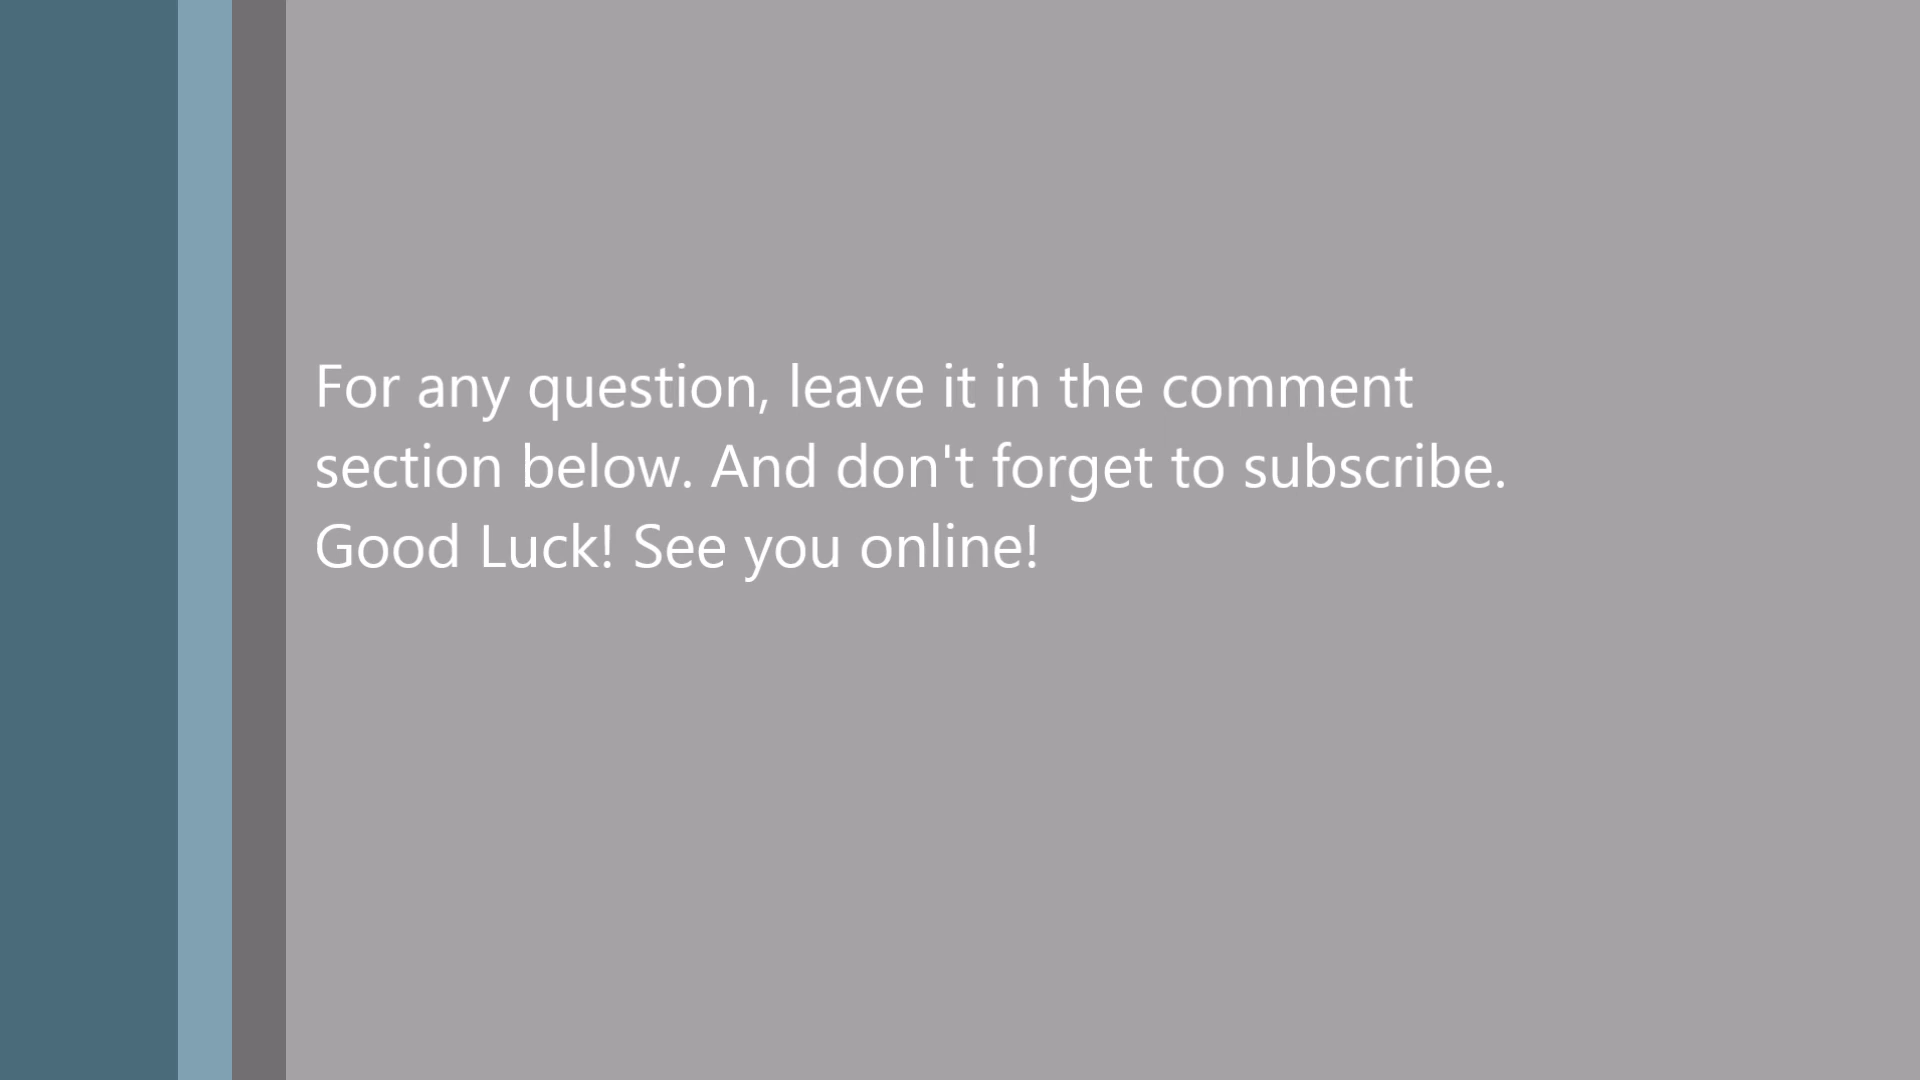 For any question, leave it in the comment
section below. And don't forget to subscribe.
Good Luck! See you online!